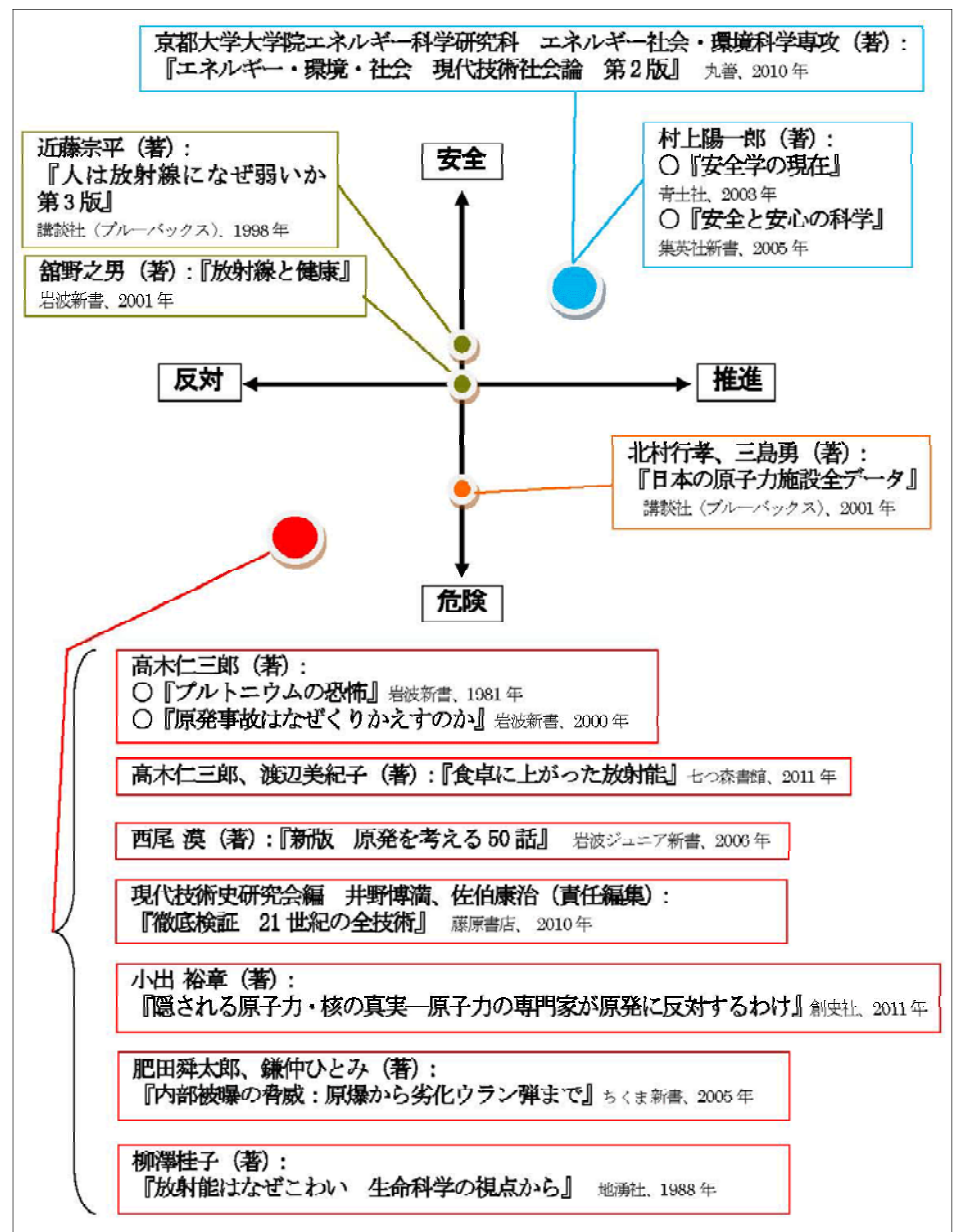 京都大学大学院エネルギー科学研究科　エネルギー社会・環境科学専攻（著）：
『エネルギー・環境・社会　現代技術社会論　第2版』　丸善、2010年
近藤宗平（著）：
『人は放射線になぜ弱いか
第3版』
講談社（ブルーバックス）、1998年
舘野之男（著）：『放射線と健康』
岩波新書、2001年
安全
村上陽一郎（著）：
○『安全学の現在』
青土社、2003年
○『安全と安心の科学』
集英社新書、2005年
反対
推進
北村行孝、三島勇（著）：
『日本の原子力施設全データ』
講談社（ブルーバックス）、2001年
危険
高木仁三郎（著）：
○『プルトニウムの恐怖』岩波新書、1981年
○『原発事故はなぜくりかえすのか』岩波新書、2000年
高木仁三郎、渡辺美紀子（著）：『食卓に上がった放射能』七つ森書館、2011年
西尾 漠（著）：『新版　原発を考える50話』　岩波ジュニア新書、2006年
現代技術史研究会編　井野博満、佐伯康治（責任編集）：
『徹底検証　21世紀の全技術』　藤原書店、2010年
小出 裕章（著）：
『隠される原子力・核の真実―原子力の専門家が原発に反対するわけ』創史社、2011年
肥田舜太郎、鎌仲ひとみ（著）：
『内部被曝の脅威：原爆から劣化ウラン弾まで』ちくま新書、2005年
柳澤桂子（著）：
『放射能はなぜこわい　生命科学の視点から』　地湧社、1988年